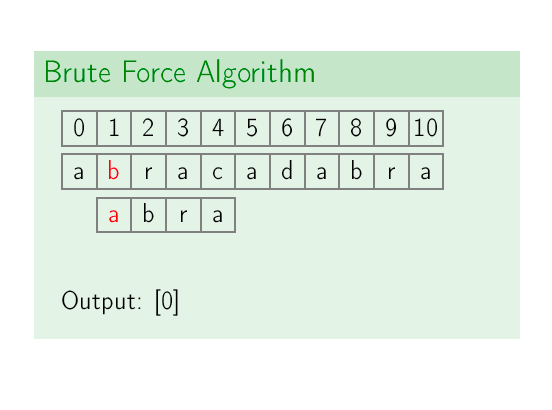 Brute Force Algorithm
0 1 2 3 4 5 6 7 8 9 10
a b r a c a d a b r a
a b r a
Output: [0]